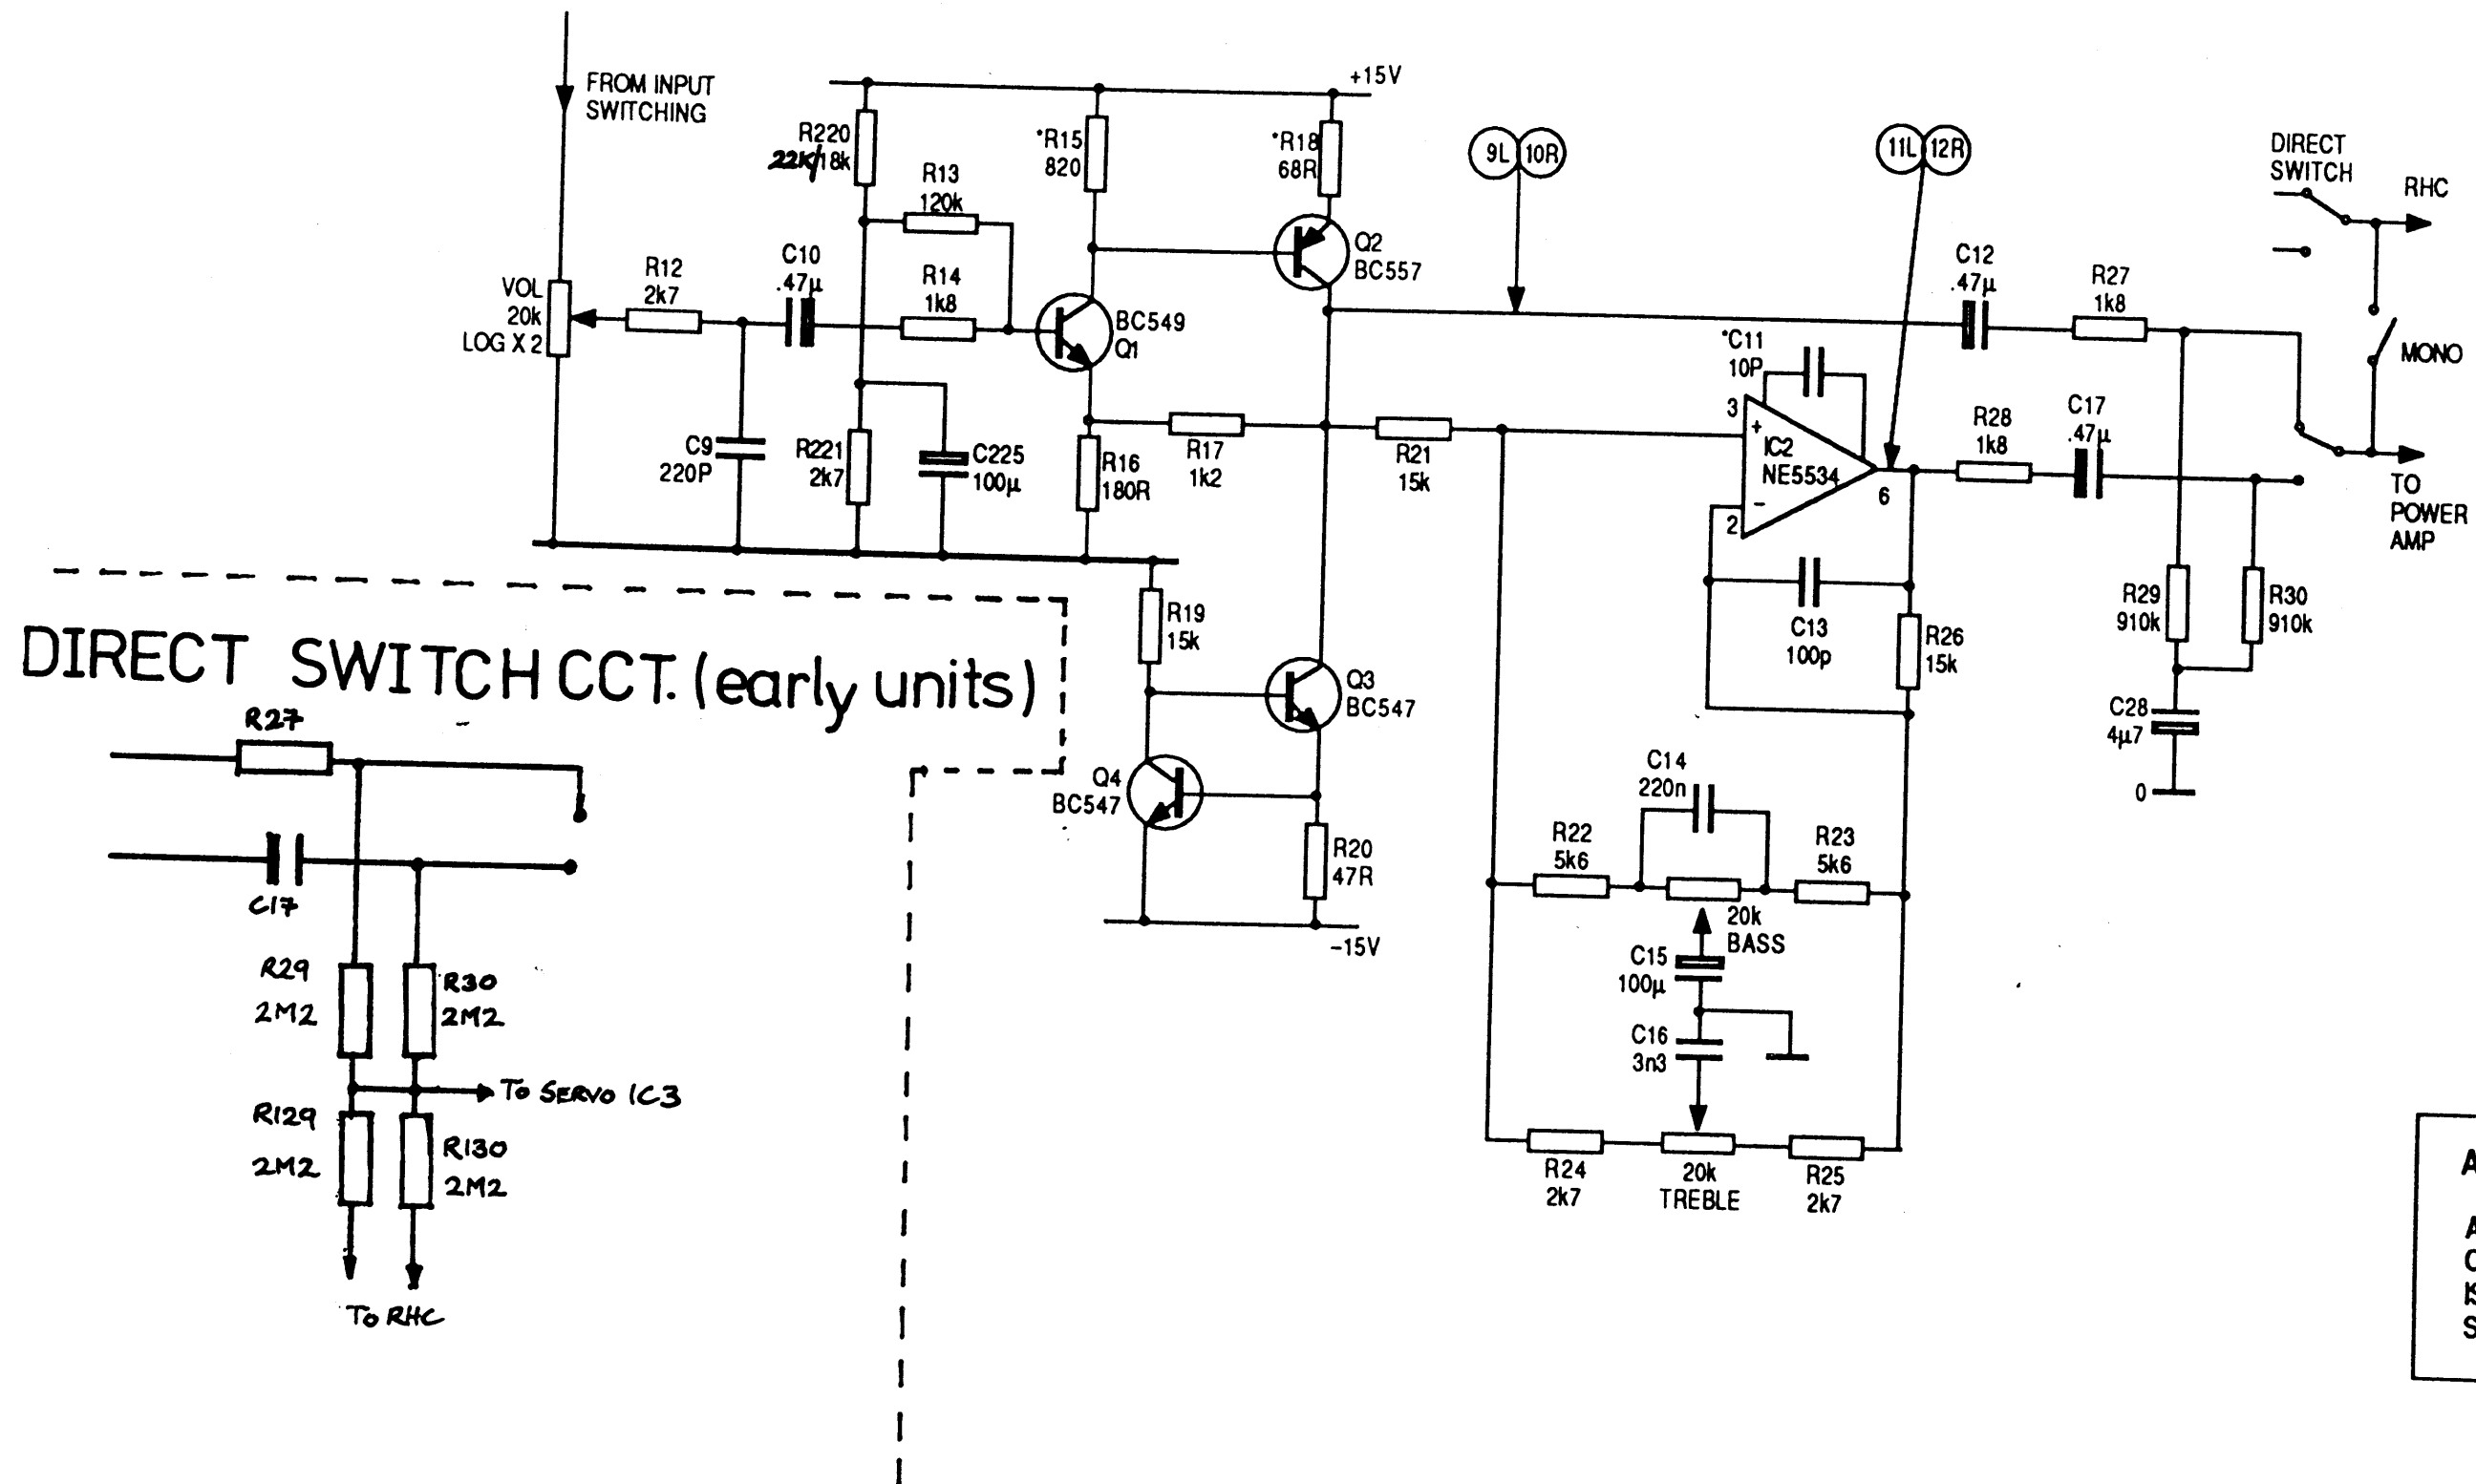 FROM INPUT
SWITCHING
+15V
R220
22K/18k
*R15
820
*R18
68R
R13
120k
9L
10R
11L
12R
DIRECT
SWITCH
RHC
VOL
20k
LOG X 2
R12
2k7
C10
.47µ
R14
1k8
BC549
Q1
Q2
BC557
C12
.47µ
R27
1k8
MONO
*C11
10P
3
+
IC2
NE5534
–
2
6
R28
1k8
C17
.47µ
TO
POWER
AMP
C9
220P
R221
2k7
C225
100µ
R16
180R
R17
1k2
R21
15k
C13
100p
R26
15k
R29
910k
R30
910k
C28
4µ7
0
R19
15k
Q3
BC547
Q4
BC547
R20
47R
–15V
C14
220n
R22
5k6
R23
5k6
20k
BASS
C15
100µ
C16
3n3
R24
2k7
20k
TREBLE
R25
2k7
DIRECT SWITCH CCT. (early units)
R27
C17
R29
2M2
R30
2M2
To SERVO IC3
R129
2M2
R130
2M2
To RHC